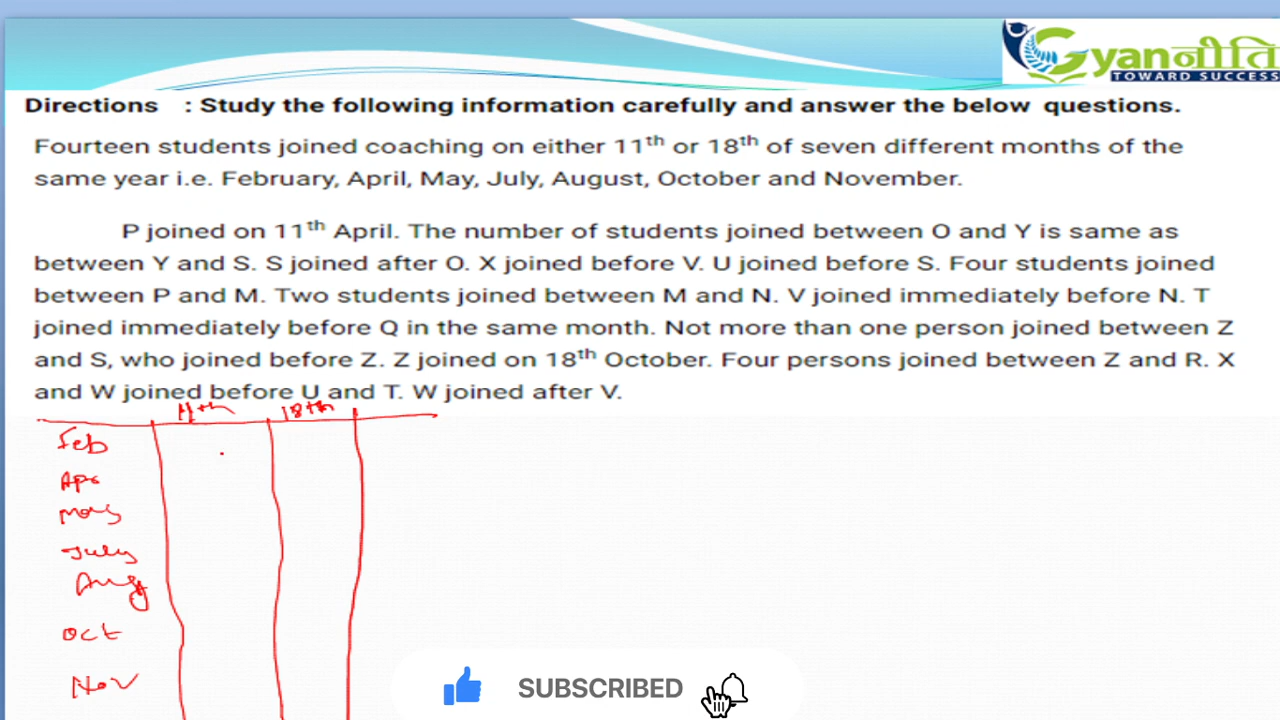 Gyanनीति
TOWARD SUCCESS
Directions : Study the following information carefully and answer the below questions.
Fourteen students joined coaching on either 11th or 18th of seven different months of the
same year i.e. February, April, May, July, August, October and November.
P joined on 11th April. The number of students joined between O and Y is same as
between Y and S. S joined after O. X joined before V. U joined before S. Four students joined
between P and M. Two students joined between M and N. V joined immediately before N. T
joined immediately before Q in the same month. Not more than one person joined between Z
and S, who joined before Z. Z joined on 18th October. Four persons joined between Z and R. X
and W joined before U and T. W joined after V.
11th 18th
Feb
Apr
May
July
Aug
Oct
Nov
SUBSCRIBED